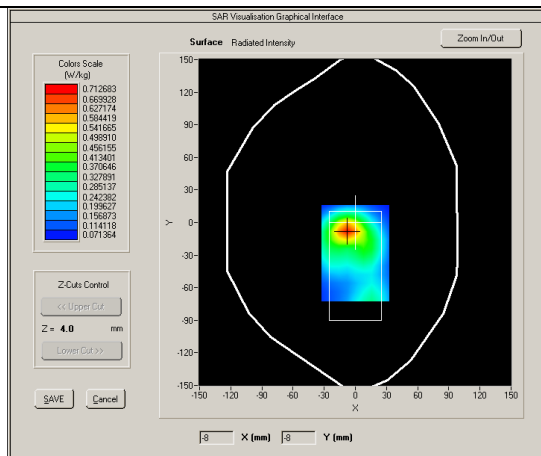 SAR Visualisation Graphical Interface
Surface Radiated Intensity
Zoom In/Out
Colors Scale
(W/kg)
0.712683
0.669928
0.627174
0.584419
0.541665
0.498910
0.456155
0.413401
0.370646
0.327891
0.285137
0.242382
0.199627
0.156873
0.114118
0.071364
Z-Cuts Control
<< Upper Cut
Z = 4.0 mm
Lower Cut >>
SAVE Cancel
150-
120-
90-
60-
30-
0-
-30-
-60-
-90-
-120-
-150-
Y
-150 -120 -90 -60 -30 0 30 60 90 120 150
X
-8 X (mm) -8 Y (mm)